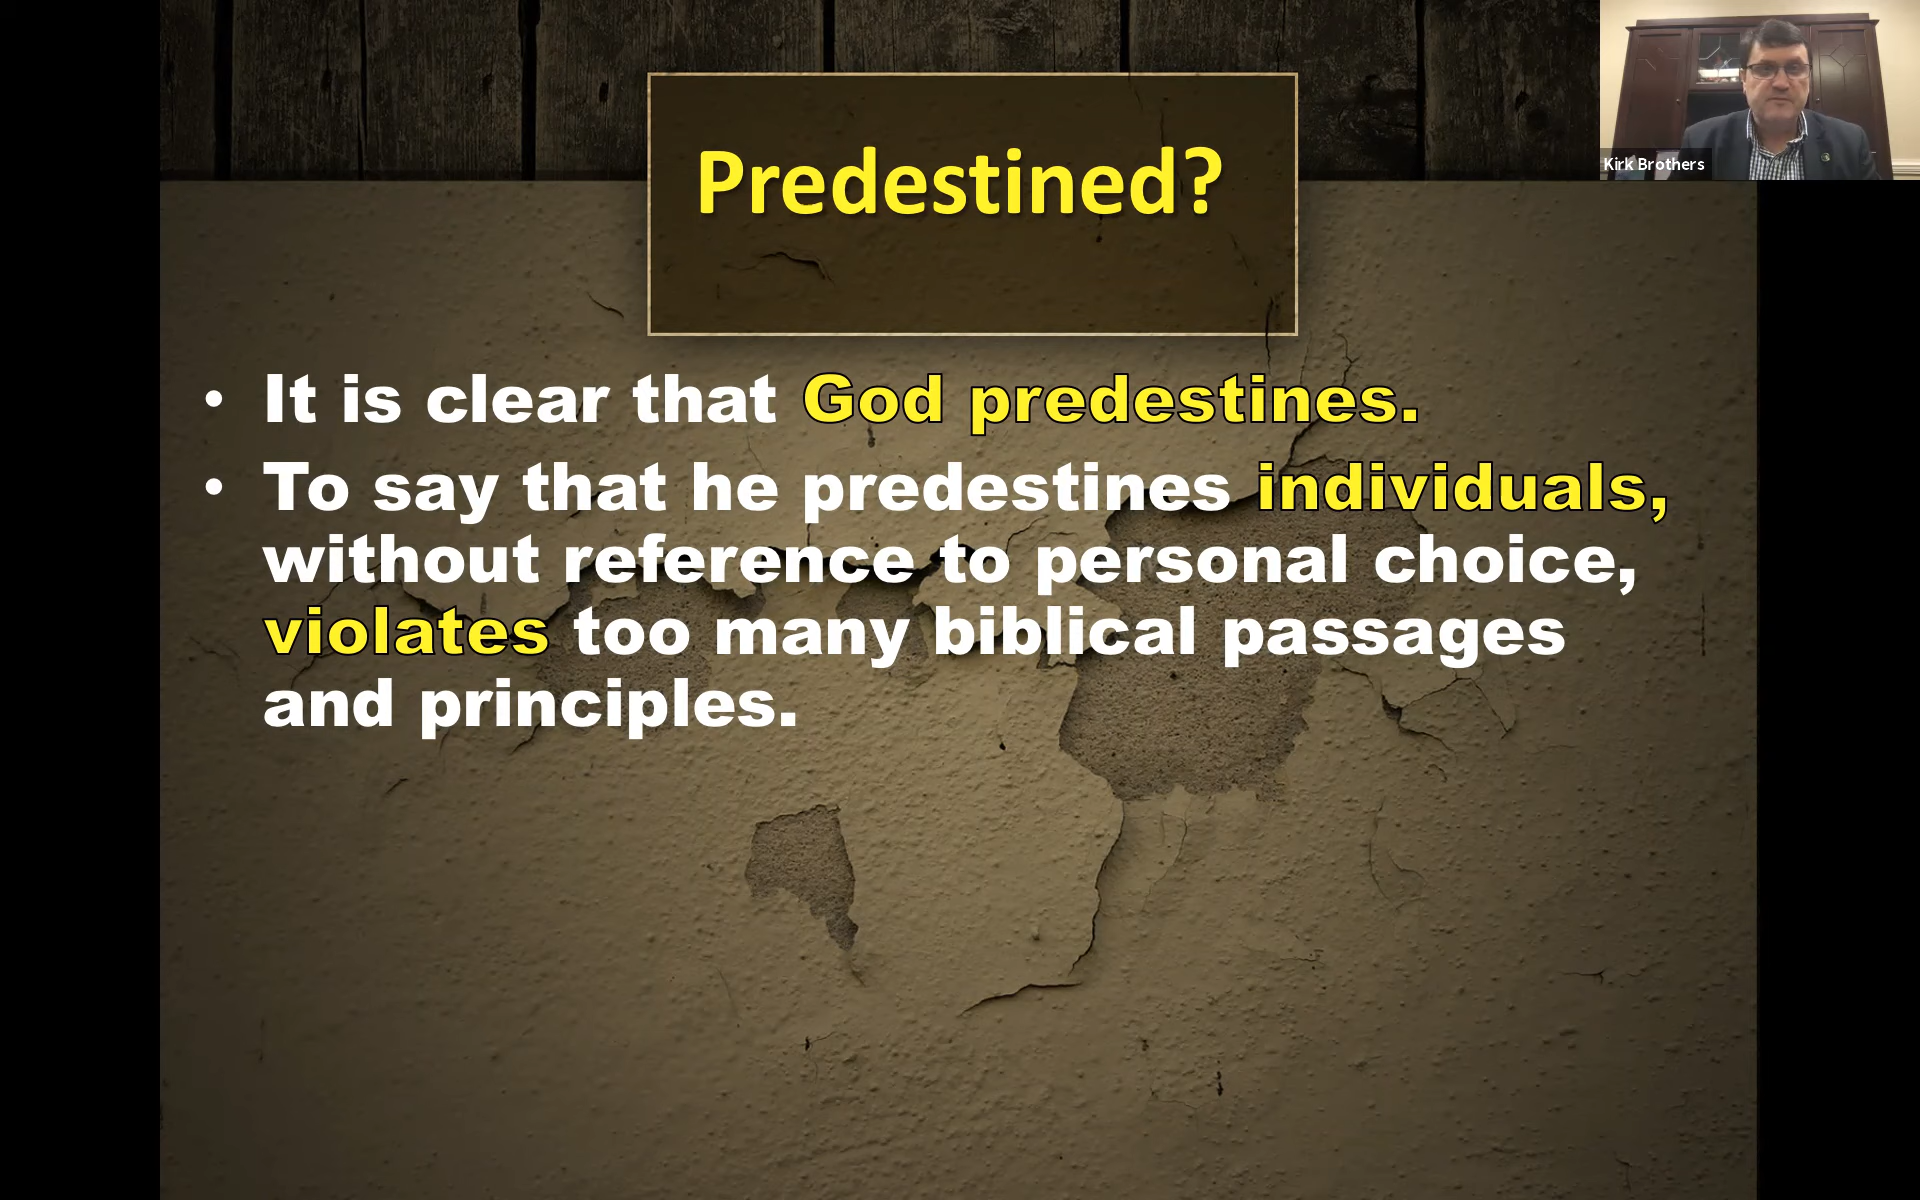 Predestined?
Kirk Brothers
• It is clear that God predestines.
• To say that he predestines individuals,
without reference to personal choice,
violates too many biblical passages
and principles.